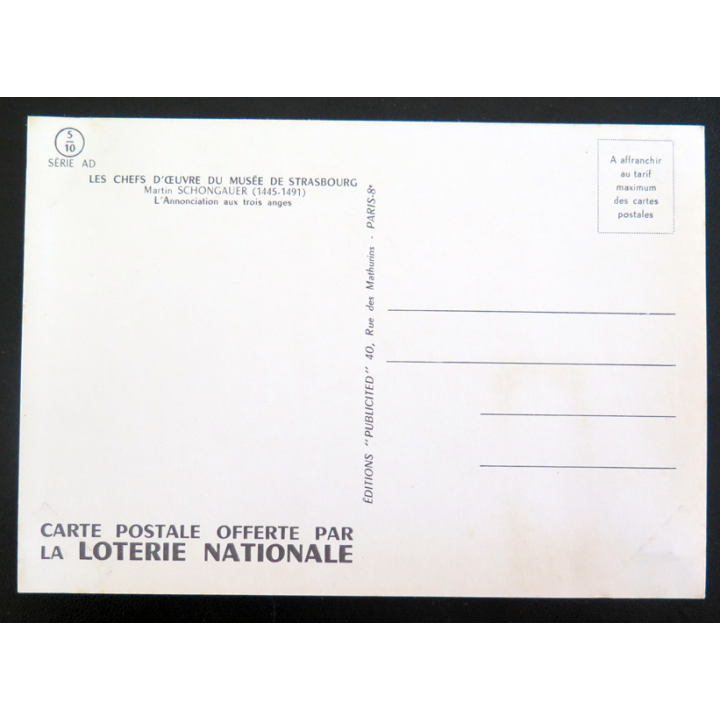 5
10
SÉRIE AD
LES CHEFS D'ŒUVRE DU MUSÉE DE STRASBOURG
Martin SCHONGAUER (1445-1491)
L'Annonciation aux trois anges
A affranchir
au tarif
maximum
des cartes
postales
ÉDITIONS "PUBLICITED" 40, Rue des Mathurins - PARIS-8ᵉ
CARTE POSTALE OFFERTE PAR
LA LOTERIE NATIONALE